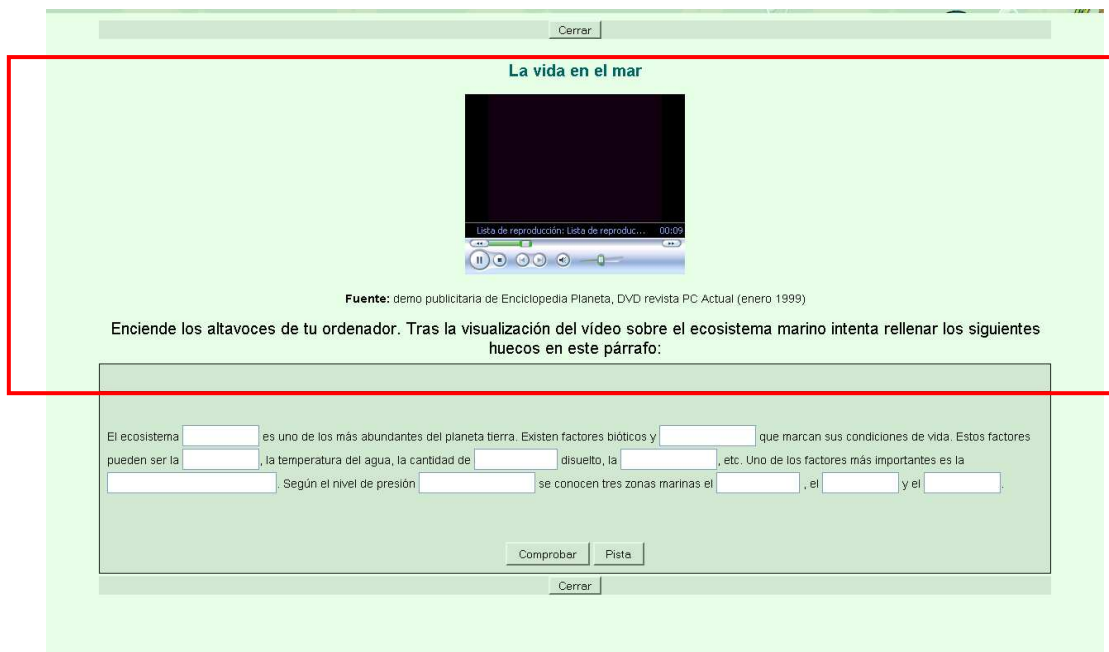 Cerrar
La vida en el mar
Lista de reproducción: Lista de reproduc... 00:09
Fuente: demo publicitaria de Enciclopedia Planeta, DVD revista PC Actual (enero 1999)
Enciende los altavoces de tu ordenador. Tras la visualización del vídeo sobre el ecosistema marino intenta rellenar los siguientes
huecos en este párrafo:
El ecosistema es uno de los más abundantes del planeta tierra. Existen factores bióticos y que marcan sus condiciones de vida. Estos factores
pueden ser la , la temperatura del agua, la cantidad de disuelto, la , etc. Uno de los factores más importantes es la
. Según el nivel de presión se conocen tres zonas marinas el , el y el .
Comprobar Pista
Cerrar